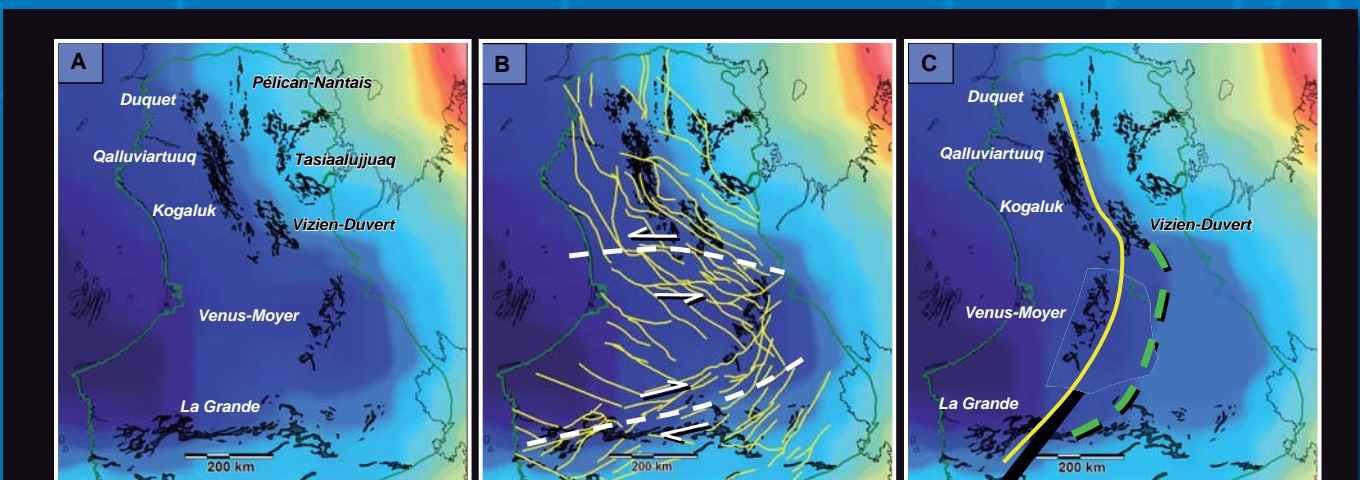 A
Pélican-Nantais
Duquet
Qalluviartuuq
Tasiaalujjuaq
Kogaluk
Vizien-Duvert
Venus-Moyer
La Grande
200 km
B
200 km
C
Duquet
Qalluviartuuq
Kogaluk
Vizien-Duvert
Venus-Moyer
La Grande
200 km